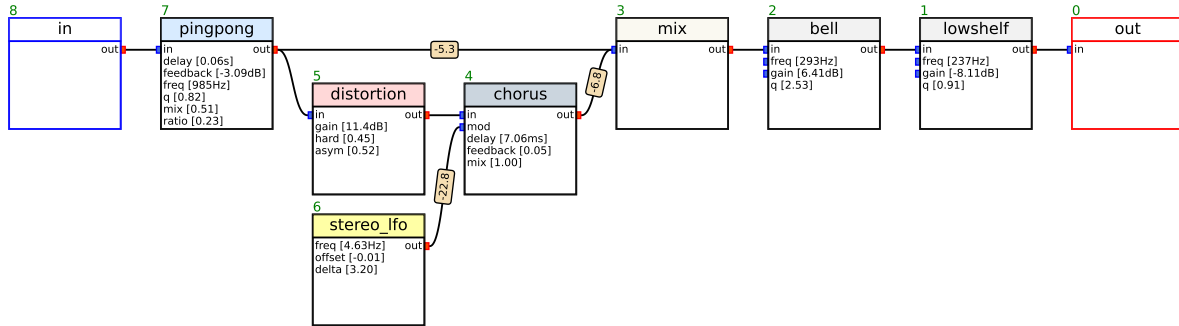 8
in
out
7
pingpong
in out
delay [0.06s]
feedback [-3.09dB]
freq [985Hz]
q [0.82]
mix [0.51]
ratio [0.23]
-5.3
5
distortion
in out
gain [11.4dB]
hard [0.45]
asym [0.52]
6
stereo_lfo
freq [4.63Hz] out
offset [-0.01]
delta [3.20]
-22.8
4
chorus
in out
mod
delay [7.06ms]
feedback [0.05]
mix [1.00]
-6.8
3
mix
in out
2
bell
in out
freq [293Hz]
gain [6.41dB]
q [2.53]
1
lowshelf
in out
freq [237Hz]
gain [-8.11dB]
q [0.91]
0
out
in